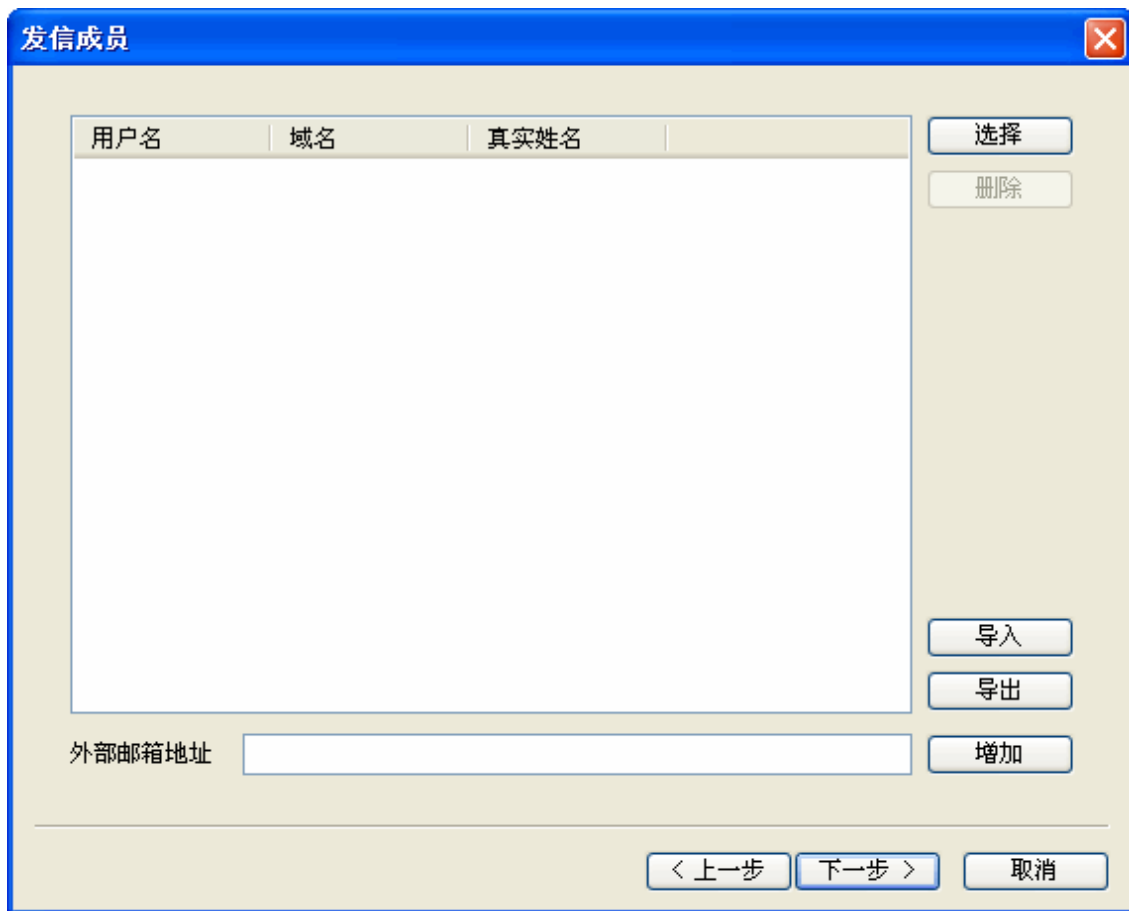 发信成员
用户名 域名 真实姓名
选择
删除
导入
导出
外部邮箱地址
增加
< 上一步 下一步 > 取消